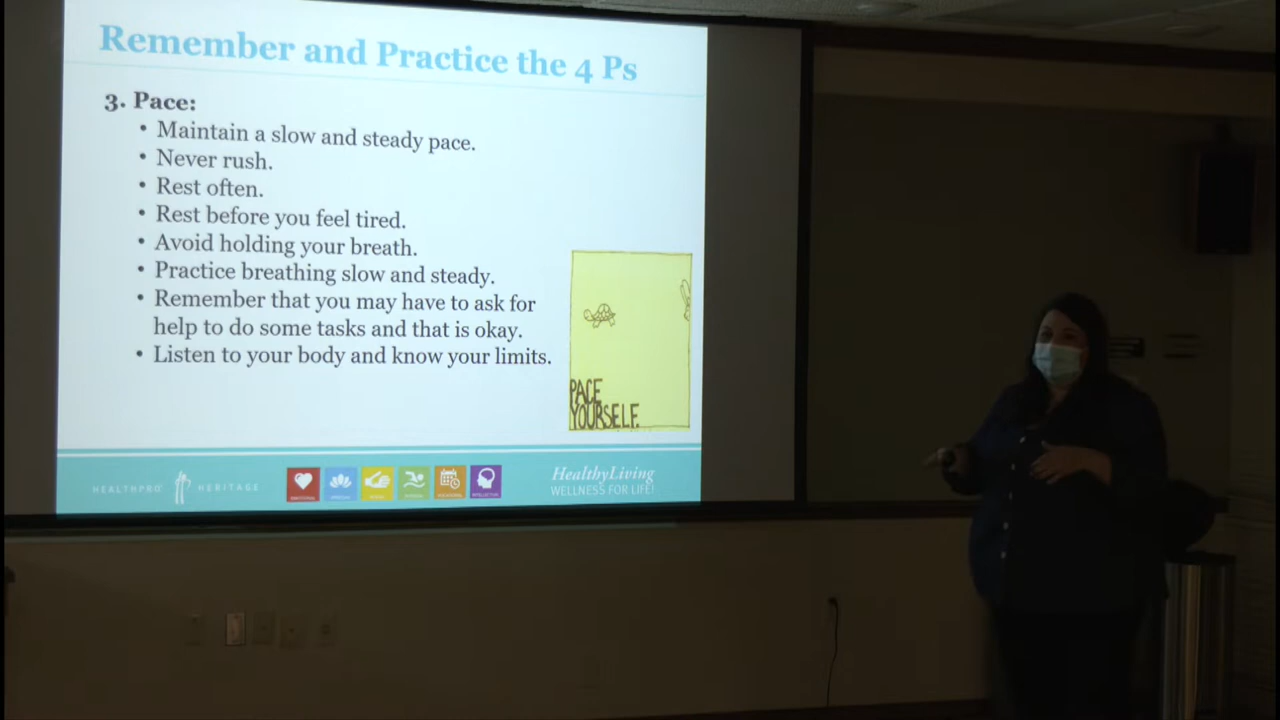 Remember and Practice the 4 Ps
3. Pace:
• Maintain a slow and steady pace.
• Never rush.
• Rest often.
• Rest before you feel tired.
• Avoid holding your breath.
• Practice breathing slow and steady.
• Remember that you may have to ask for
help to do some tasks and that is okay.
• Listen to your body and know your limits.
PACE
YOURSELF.
HEALTHPRO HERITAGE
HealthyLiving
WELLNESS FOR LIFE!